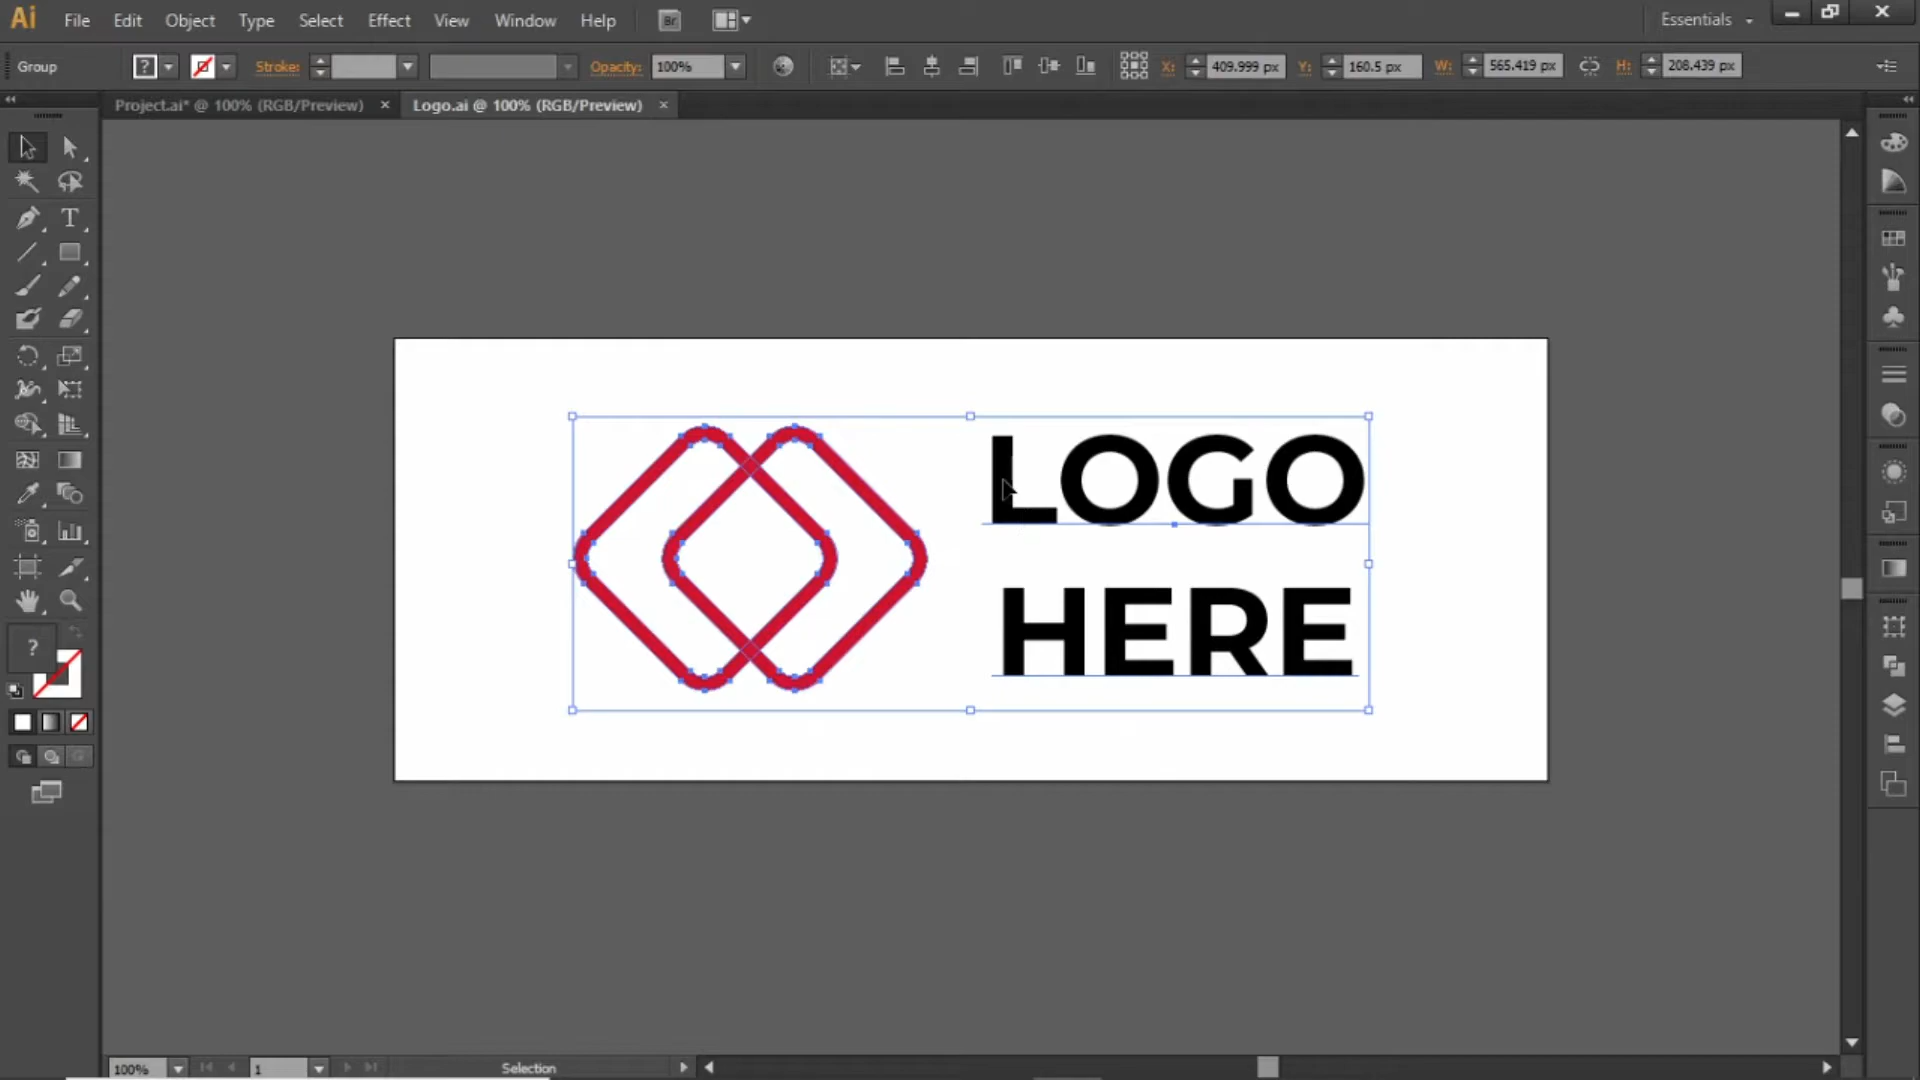 Ai File Edit Object Type Select Effect View Window Help Br Essentials
Group ? Stroke: Opacity: 100% X: 409.999 px Y: 160.5 px W: 565.419 px H: 208.439 px
Project.ai* @ 100% (RGB/Preview) × Logo.ai @ 100% (RGB/Preview) ×
T
LOGO
HERE
?
100% 1 Selection